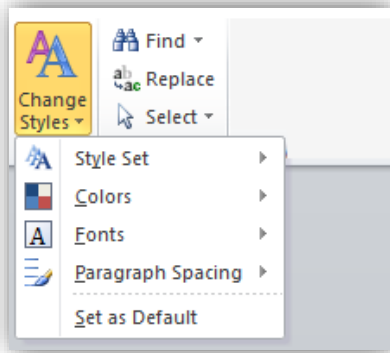 Change
Styles
Find
Replace
Select
Style Set
Colors
Fonts
Paragraph Spacing
Set as Default